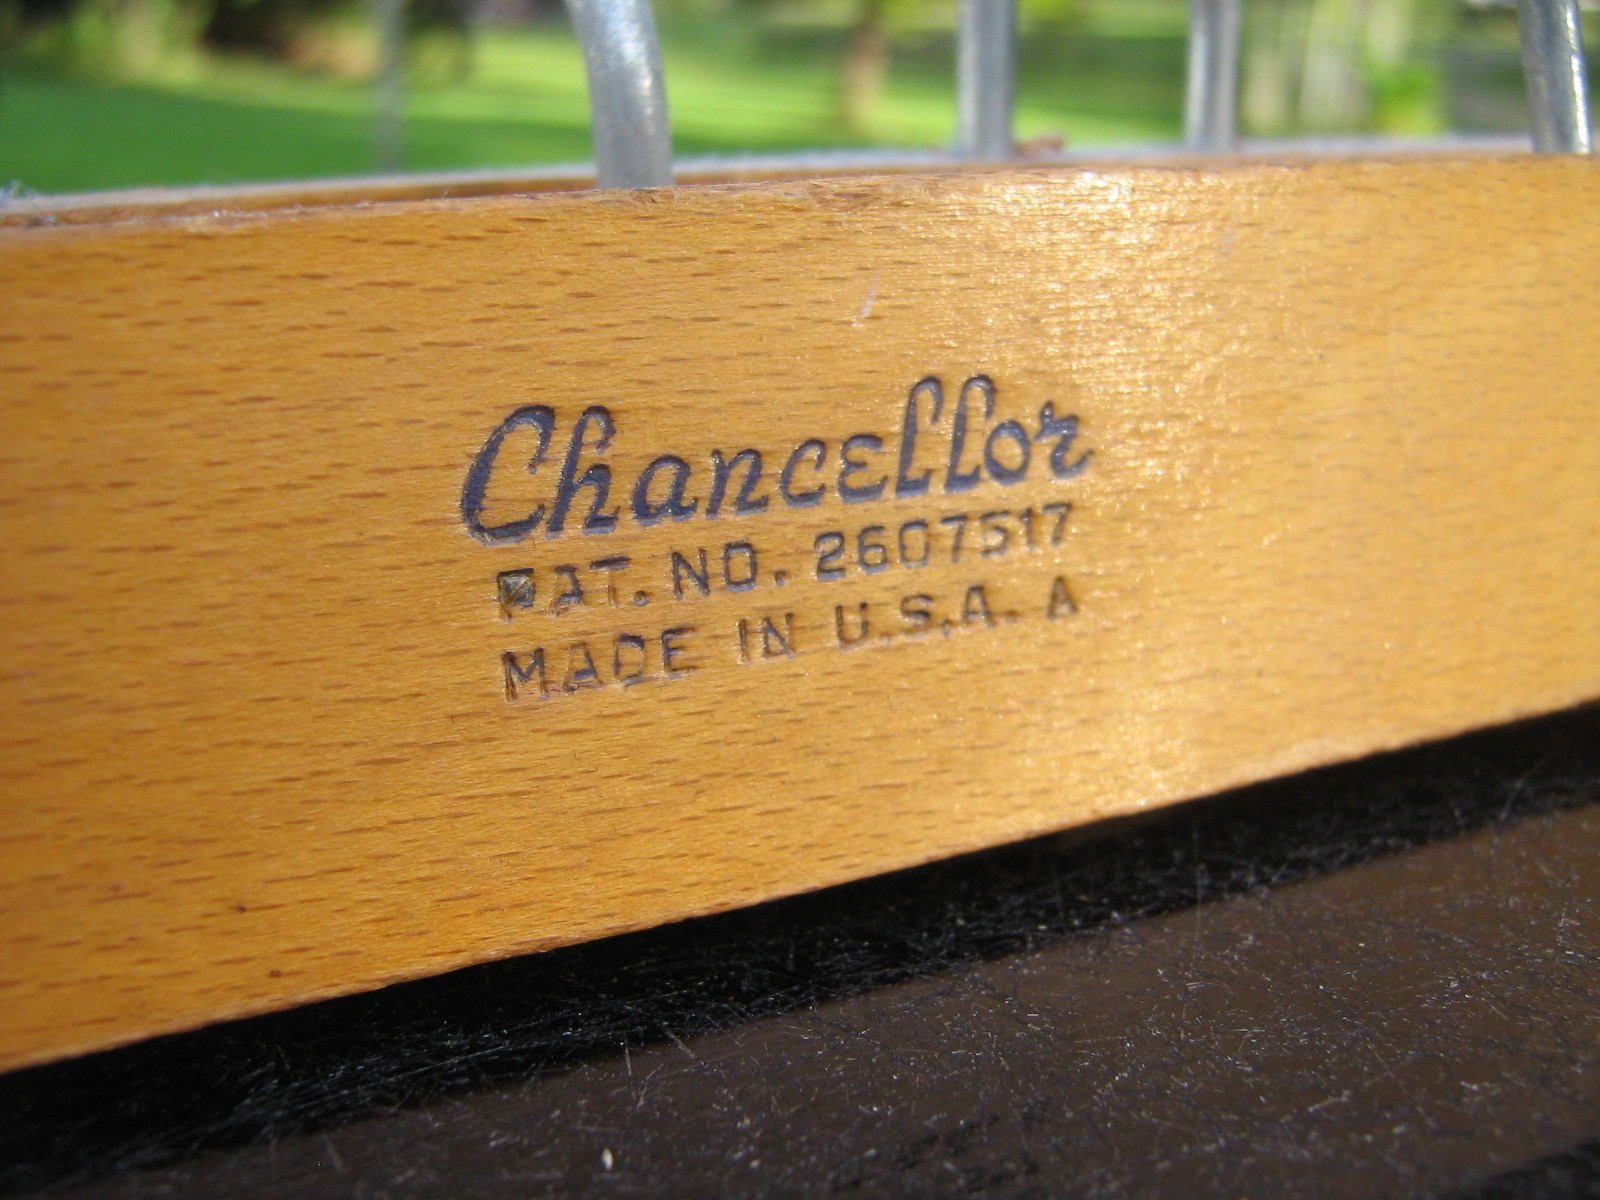 Chancellor
PAT. NO. 2607517
MADE IN U.S.A. A